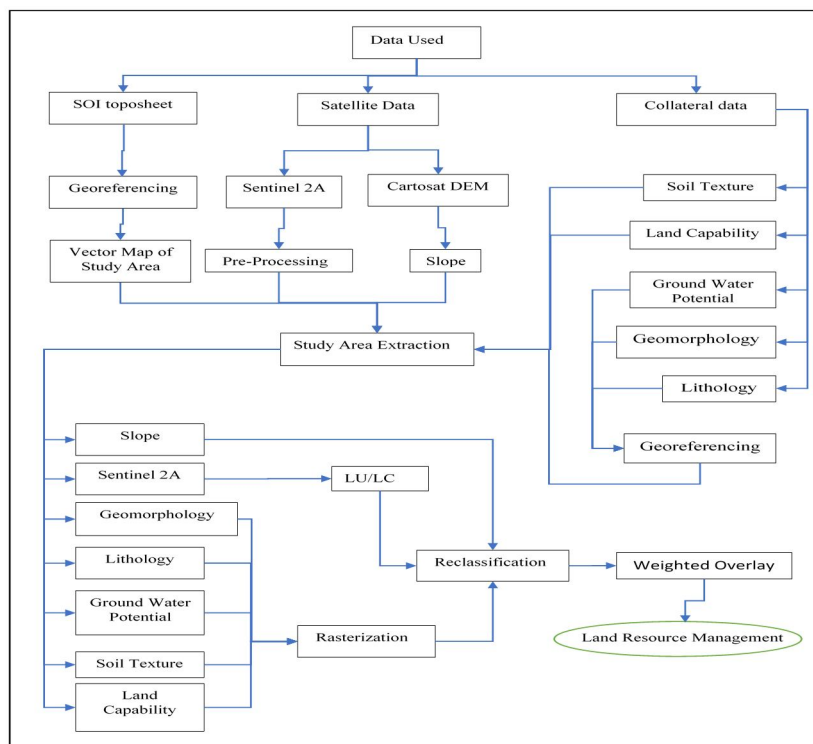 Data Used
SOI toposheet
Satellite Data
Collateral data
Georeferencing
Sentinel 2A
Cartosat DEM
Soil Texture
Vector Map of
Study Area
Pre-Processing
Slope
Land Capability
Ground Water
Potential
Study Area Extraction
Geomorphology
Lithology
Georeferencing
Slope
Sentinel 2A
LU/LC
Geomorphology
Lithology
Ground Water
Potential
Soil Texture
Land
Capability
Rasterization
Reclassification
Weighted Overlay
Land Resource Management